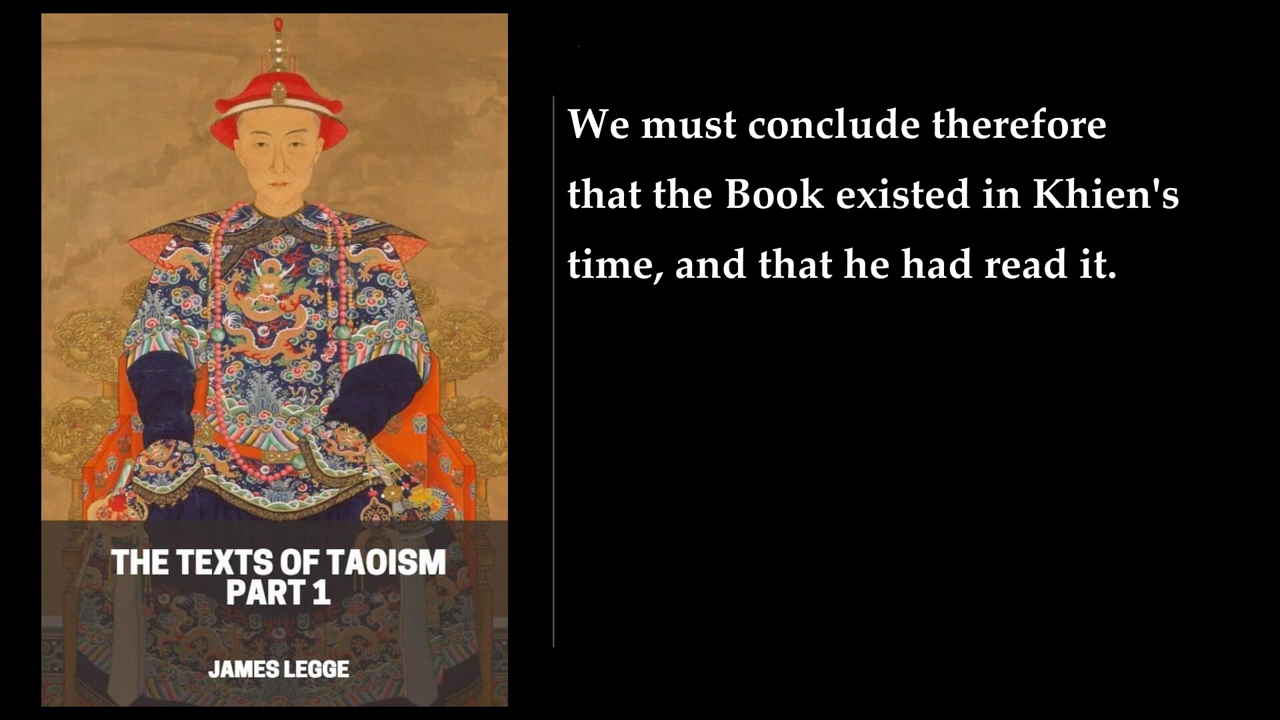 THE TEXTS OF TAOISM
PART 1
JAMES LEGGE
We must conclude therefore
that the Book existed in Khien's
time, and that he had read it.